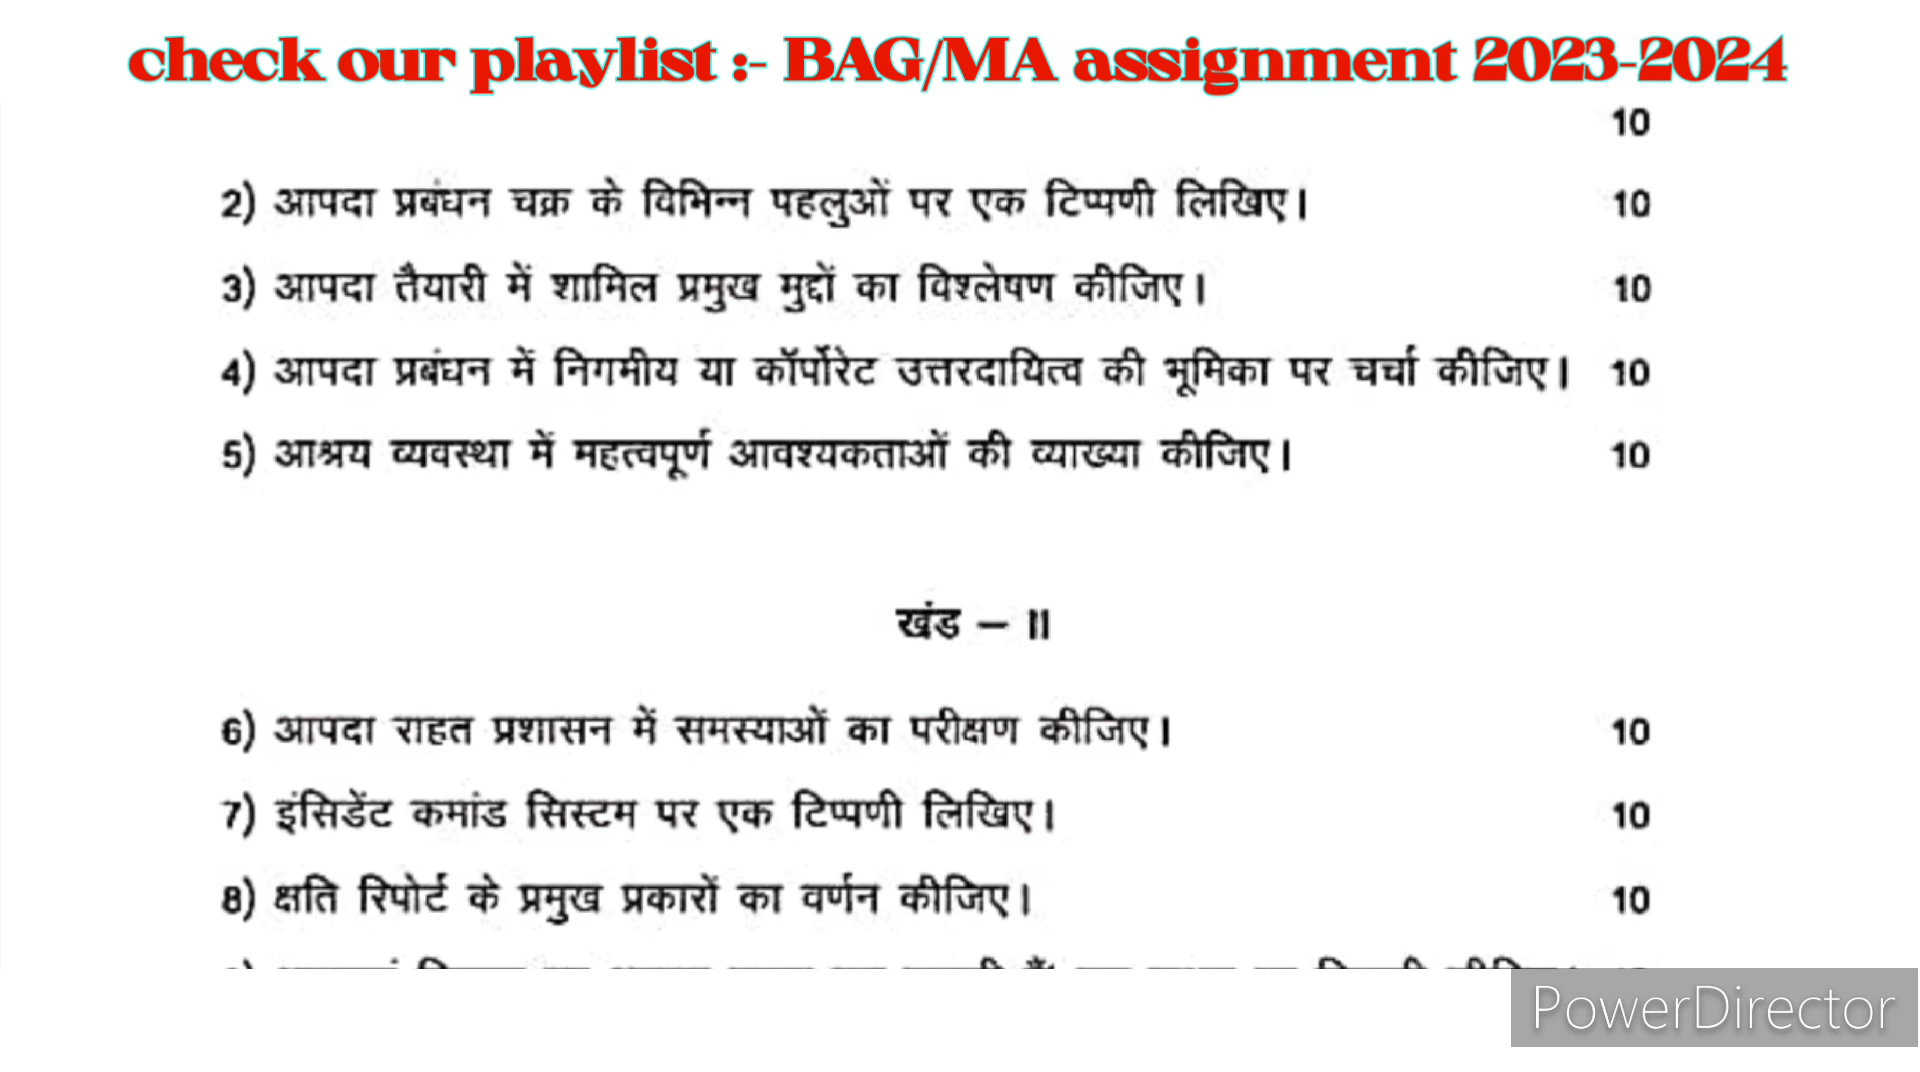 check our playlist :- BAG/MA assignment 2023-2024
10
2) आपदा प्रबंधन चक्र के विभिन्न पहलुओं पर एक टिप्पणी लिखिए। 10
3) आपदा तैयारी में शामिल प्रमुख मुद्दों का विश्लेषण कीजिए। 10
4) आपदा प्रबंधन में निगमीय या कॉर्पोरेट उत्तरदायित्व की भूमिका पर चर्चा कीजिए। 10
5) आश्रय व्यवस्था में महत्वपूर्ण आवश्यकताओं की व्याख्या कीजिए। 10
खंड – II
6) आपदा राहत प्रशासन में समस्याओं का परीक्षण कीजिए। 10
7) इंसिडेंट कमांड सिस्टम पर एक टिप्पणी लिखिए। 10
8) क्षति रिपोर्ट के प्रमुख प्रकारों का वर्णन कीजिए। 10
PowerDirector